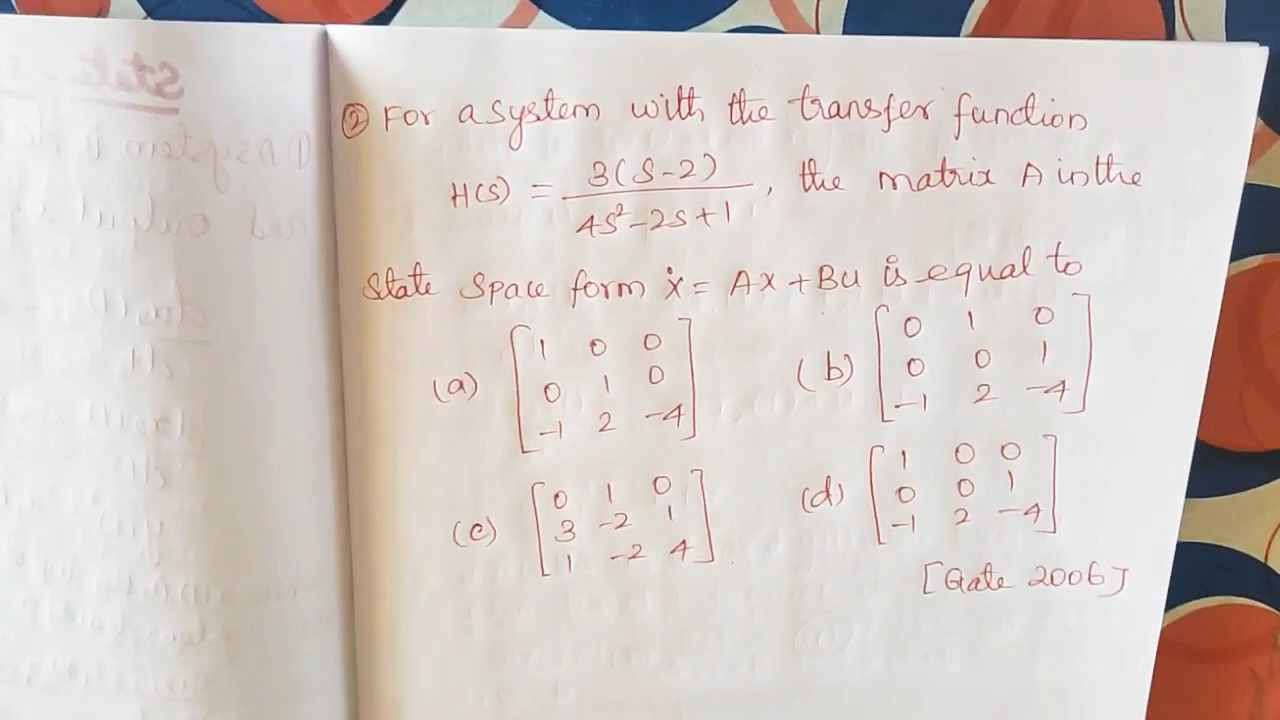 ② For a system with the transfer function
H(s) = 3(S-2) / 4S²-2S+1, the matrix A in the
State Space form ẋ = AX + BU is equal to
(a) [1 0 0; 0 1 0; -1 2 -4] (b) [0 1 0; 0 0 1; -1 2 -4]
(c) [0 1 0; 3 -2 1; 1 -2 4] (d) [1 0 0; 0 0 1; -1 2 -4]
[Gate 2006]